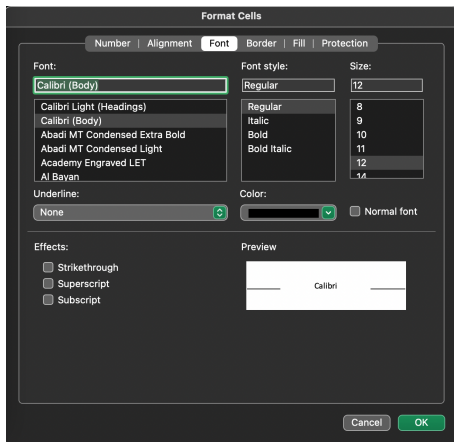 Format Cells
Number | Alignment Font Border | Fill | Protection
Font: Font style: Size:
Calibri (Body) Regular 12
Calibri Light (Headings) Regular 8
Calibri (Body) Italic 9
Abadi MT Condensed Extra Bold Bold 10
Abadi MT Condensed Light Bold Italic 11
Academy Engraved LET 12
Al Bayan 14
Underline: Color:
None Normal font
Effects: Preview
Strikethrough
Superscript
Subscript
Calibri
Cancel OK